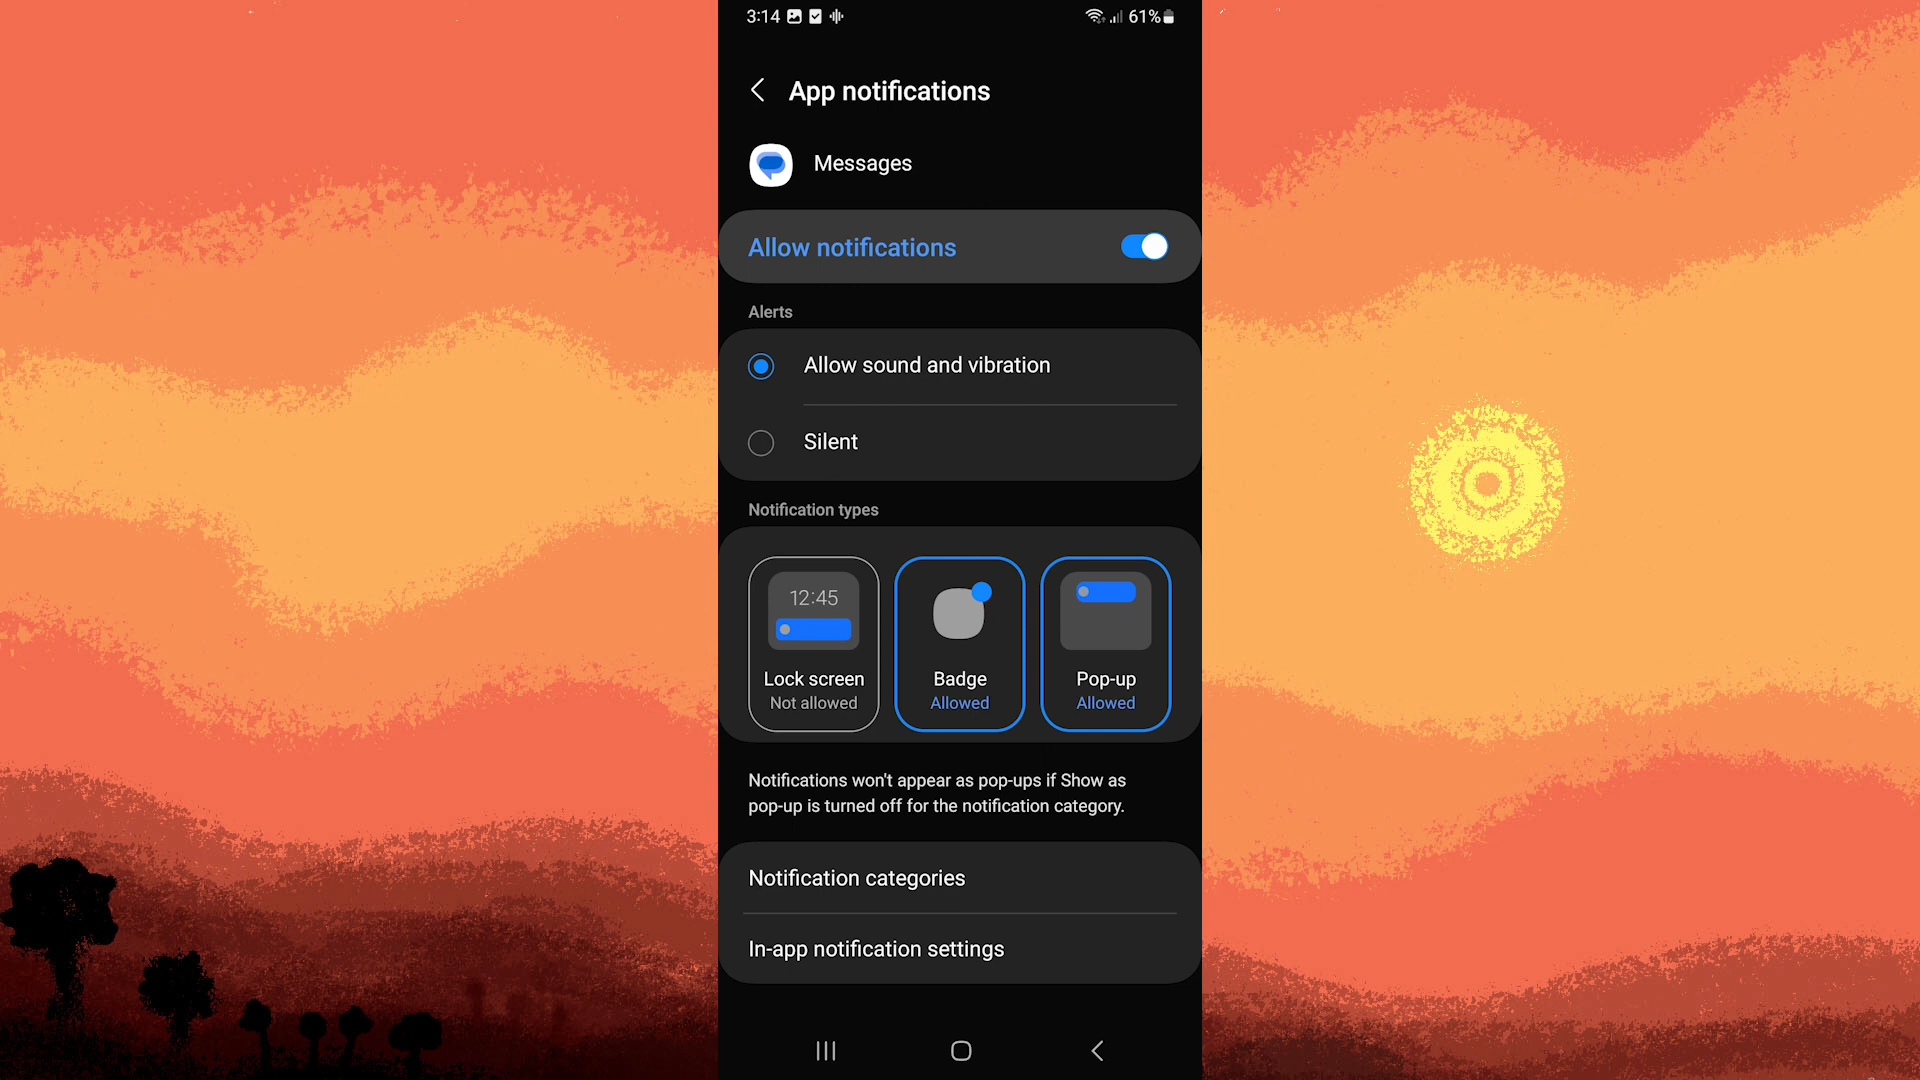 3:14 61%
App notifications
Messages
Allow notifications
Alerts
Allow sound and vibration
Silent
Notification types
12:45
Lock screen
Not allowed
Badge
Allowed
Pop-up
Allowed
Notifications won't appear as pop-ups if Show as
pop-up is turned off for the notification category.
Notification categories
In-app notification settings